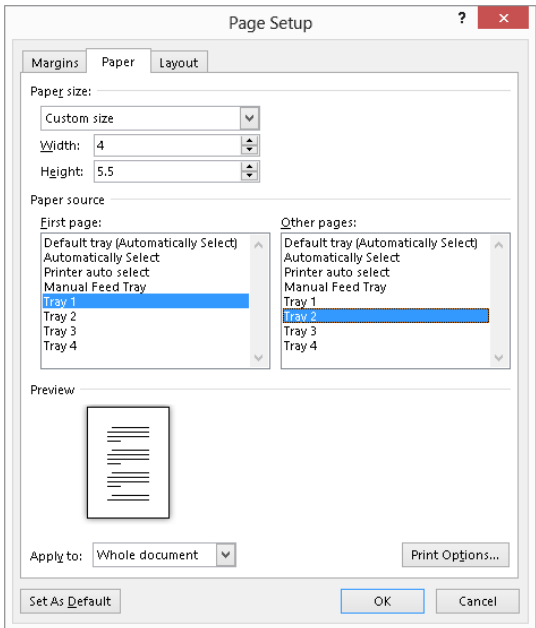 Page Setup
?
×
Margins
Paper
Layout
Paper size:
Custom size
Width: 4
Height: 5.5
Paper source
First page:
Default tray (Automatically Select)
Automatically Select
Printer auto select
Manual Feed Tray
Tray 1
Tray 2
Tray 3
Tray 4
Other pages:
Default tray (Automatically Select)
Automatically Select
Printer auto select
Manual Feed Tray
Tray 1
Tray 2
Tray 3
Tray 4
Preview
Apply to: Whole document
Print Options...
Set As Default
OK
Cancel